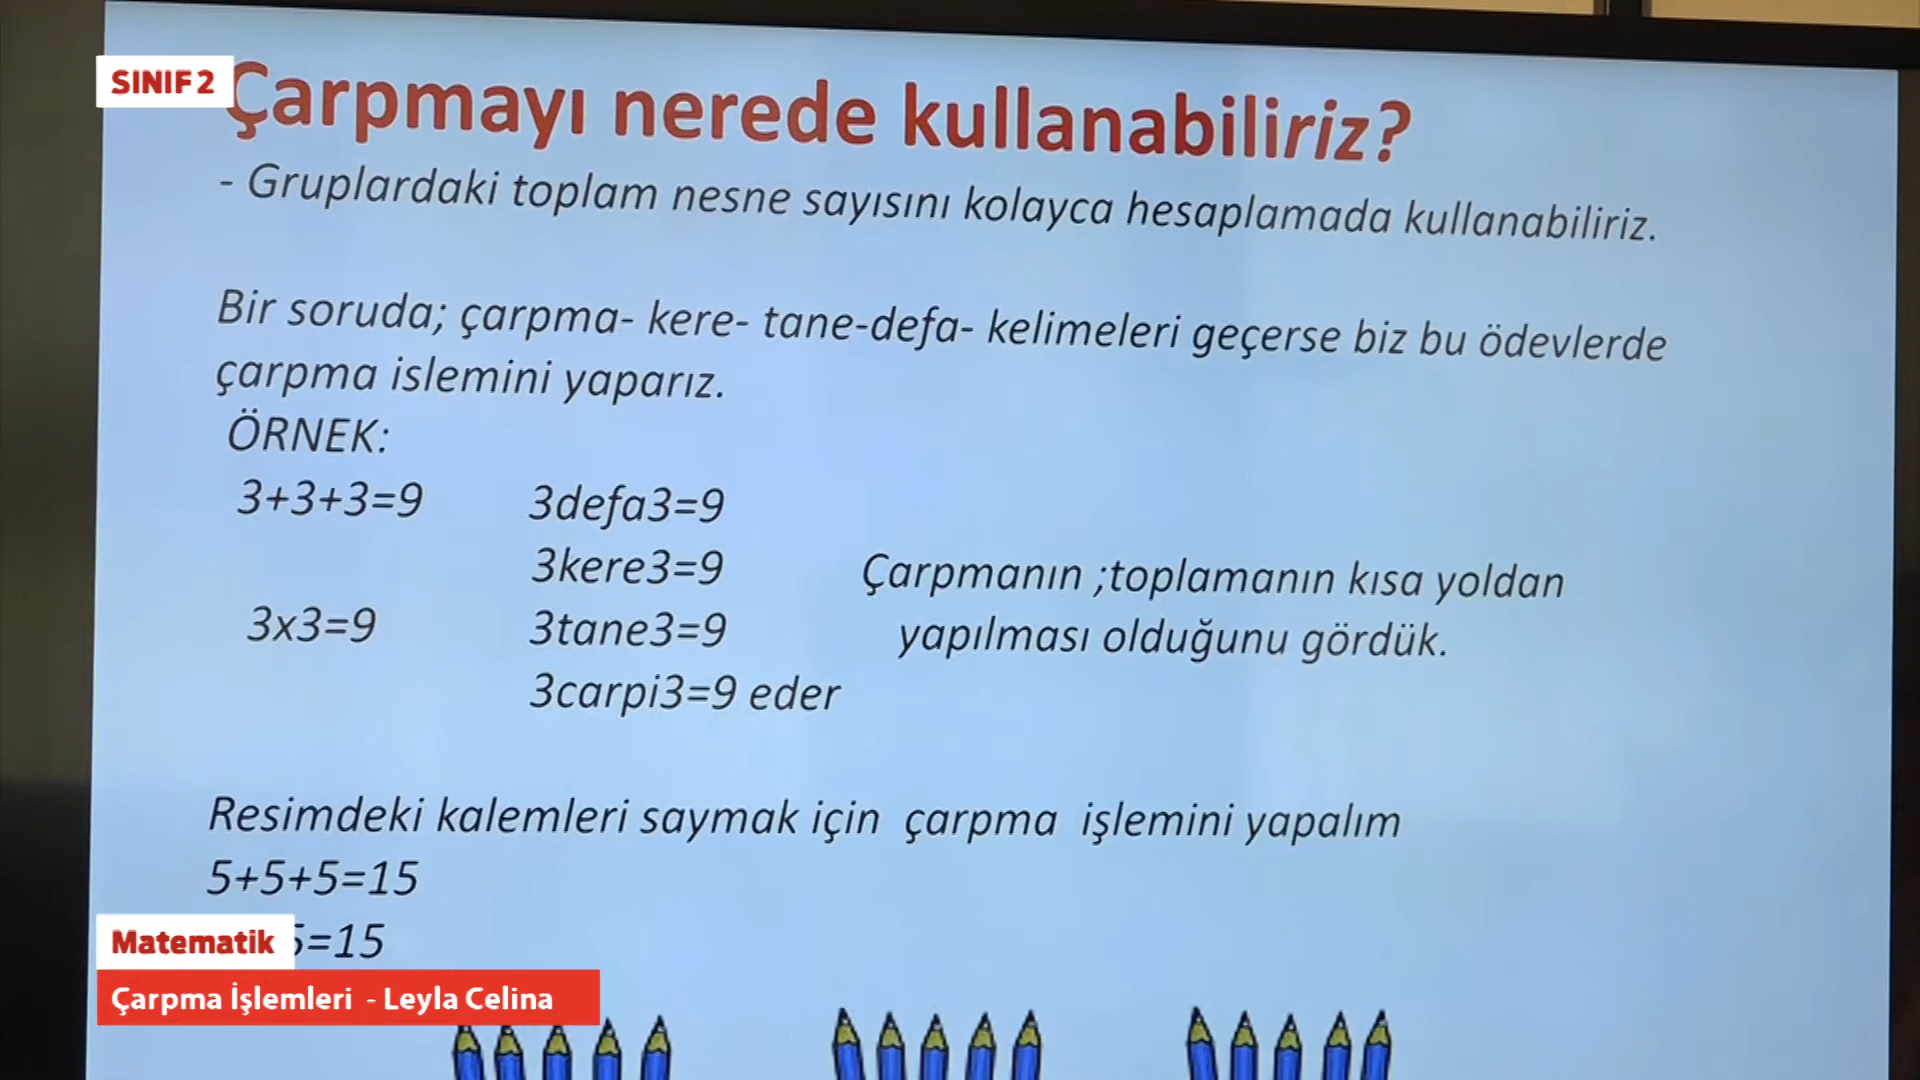 SINIF 2
Çarpmayı nerede kullanabiliriz?
- Gruplardaki toplam nesne sayısını kolayca hesaplamada kullanabiliriz.
Bir soruda; çarpma- kere- tane-defa- kelimeleri geçerse biz bu ödevlerde
çarpma islemini yaparız.
ÖRNEK:
3+3+3=9
3defa3=9
3kere3=9
3x3=9
3tane3=9
3carpi3=9 eder
Çarpmanın ;toplamanın kısa yoldan
yapılması olduğunu gördük.
Resimdeki kalemleri saymak için çarpma işlemini yapalım
5+5+5=15
5=15
Matematik
Çarpma İşlemleri - Leyla Celina